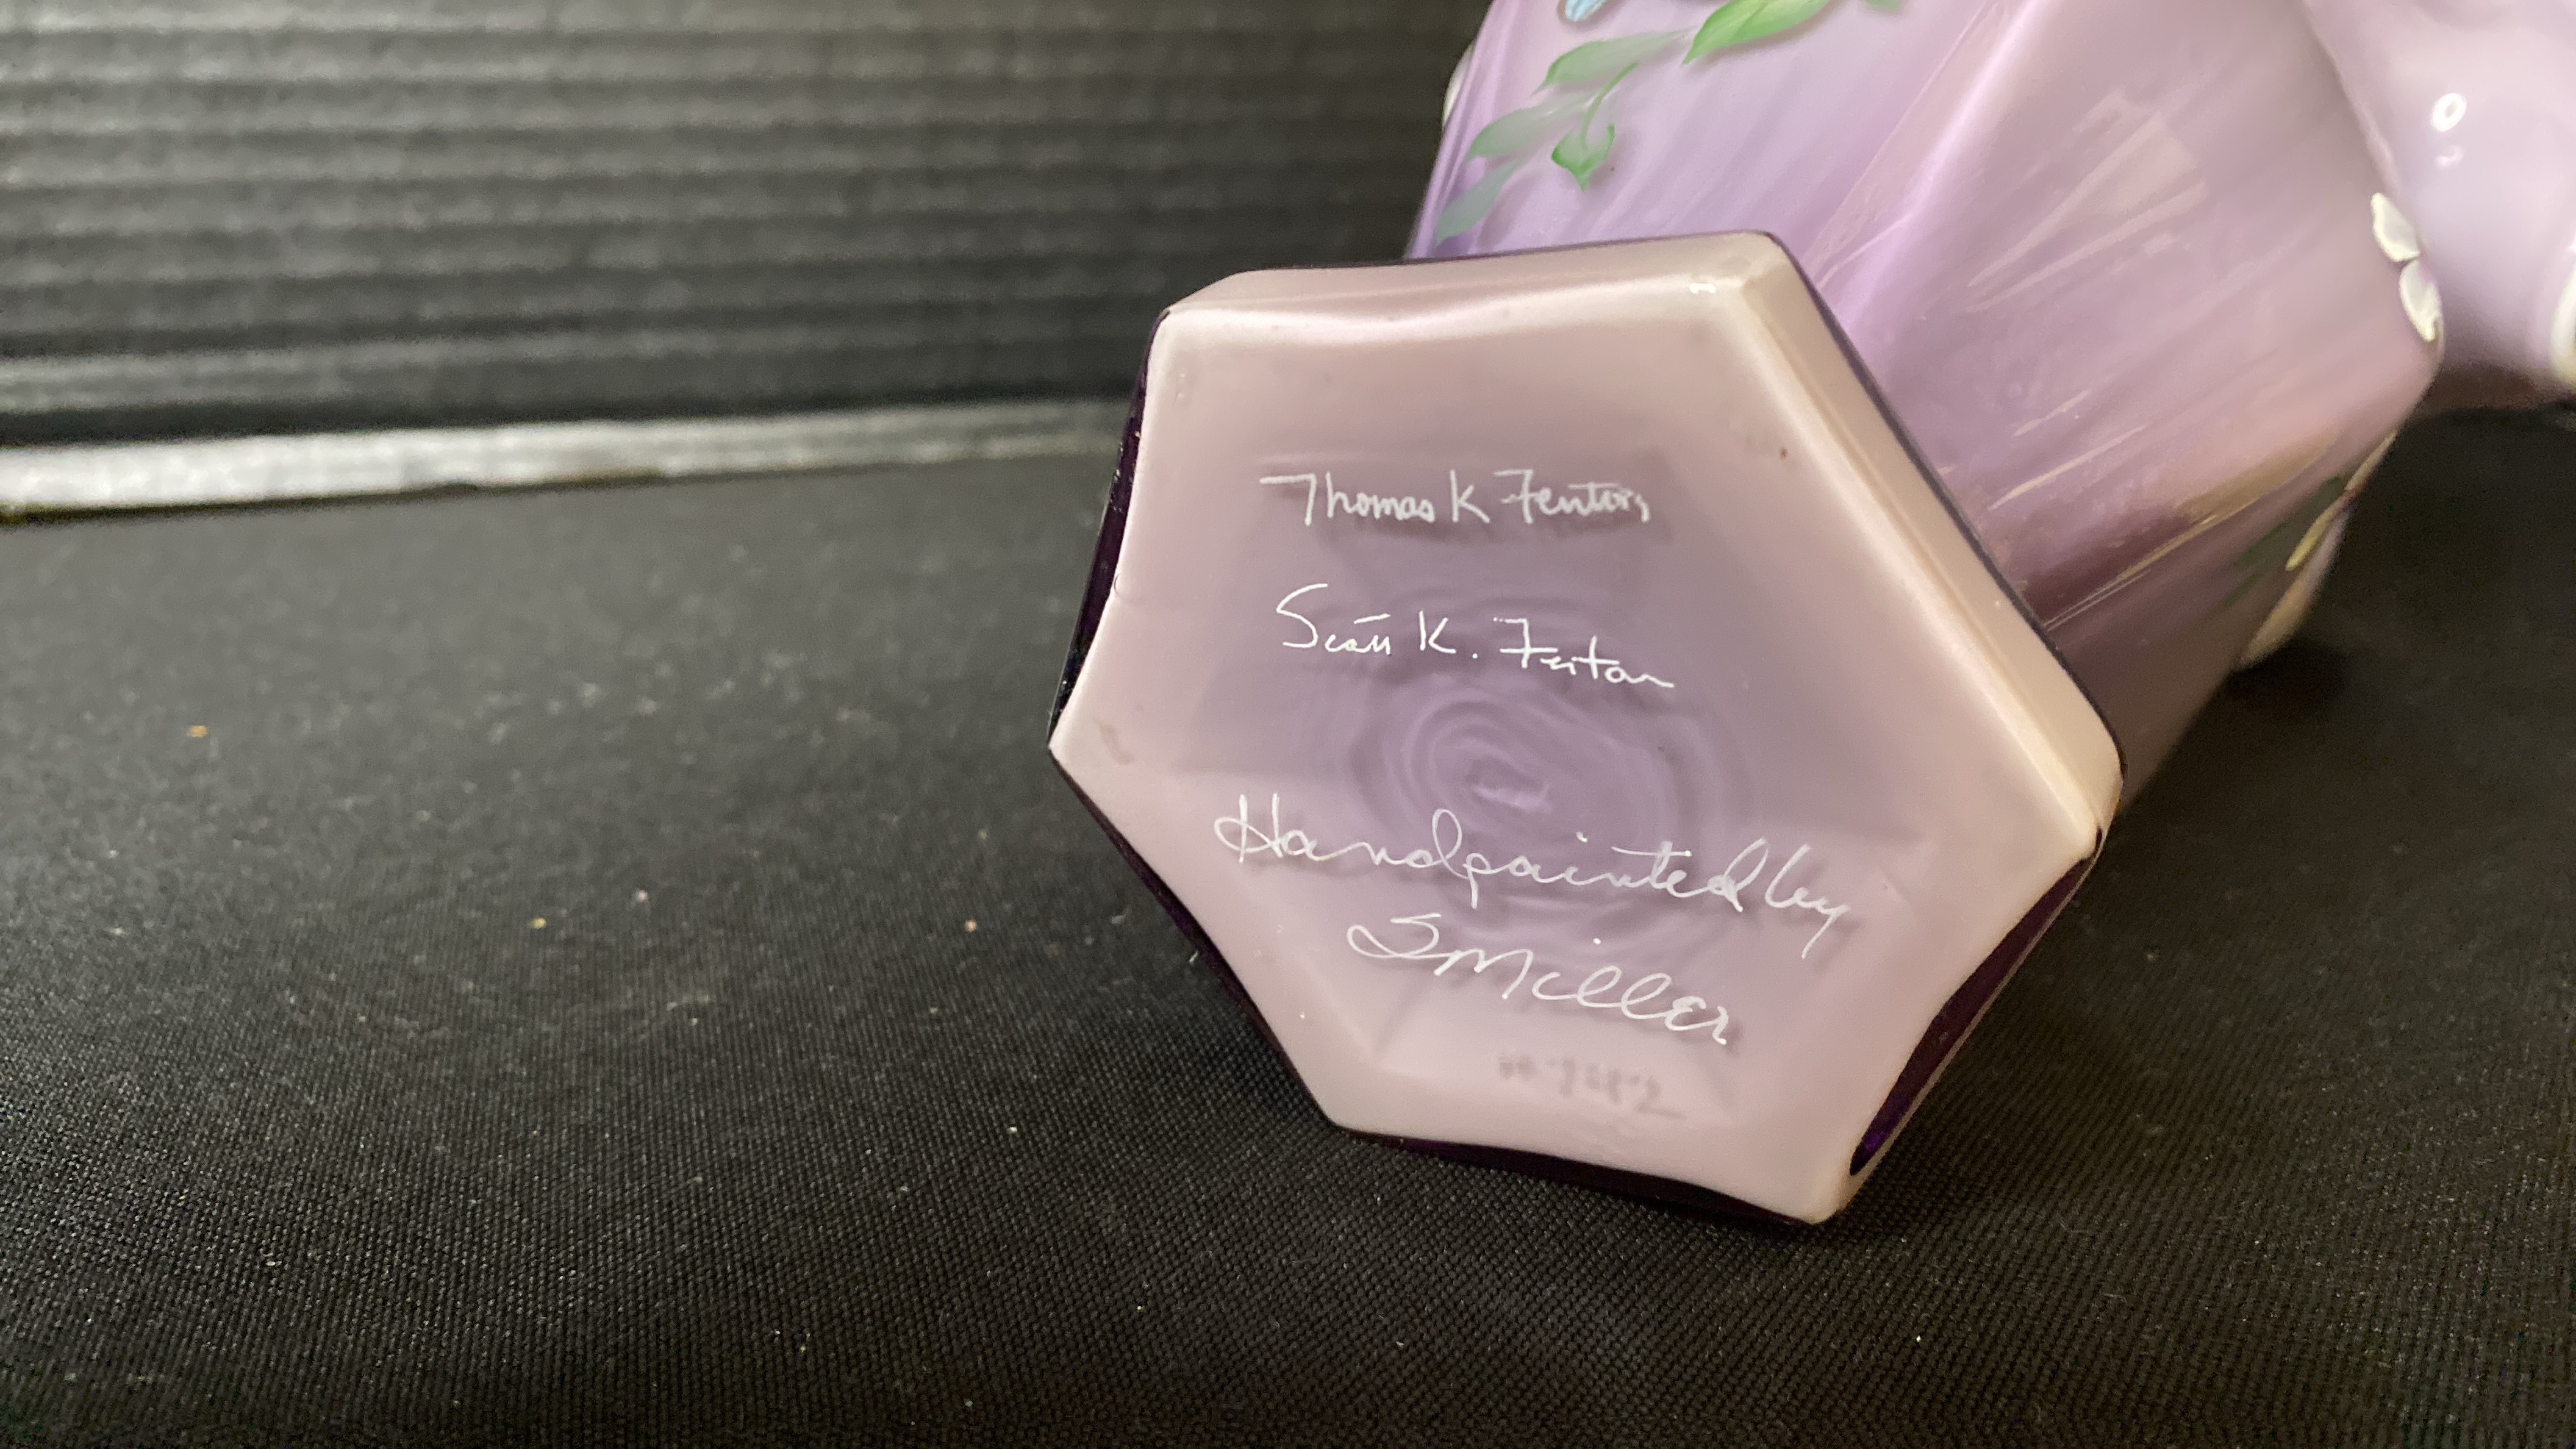 Thomas K Fenton
Scott K. Fenton
Handpainted by
S Miller